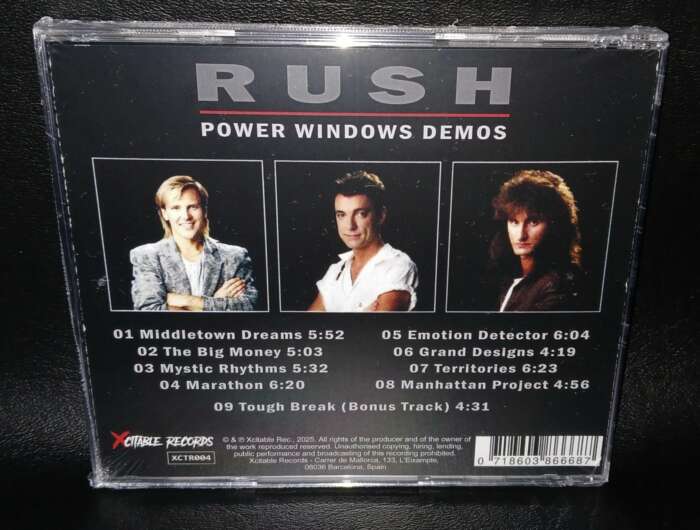 RUSH
POWER WINDOWS DEMOS
01 Middletown Dreams 5:52
02 The Big Money 5:03
03 Mystic Rhythms 5:32
04 Marathon 6:20
05 Emotion Detector 6:04
06 Grand Designs 4:19
07 Territories 6:23
08 Manhattan Project 4:56
09 Tough Break (Bonus Track) 4:31
XCITABLE RECORDS
XCTR004
© & ℗ Xcitable Rec., 2025. All rights of the producer and of the owner of
the work reproduced reserved. Unauthorised copying, hiring, lending,
public performance and broadcasting of this recording prohibited.
Xcitable Records - Carrer de Mallorca, 133, L'Eixample,
08036 Barcelona, Spain
0 718603 866687